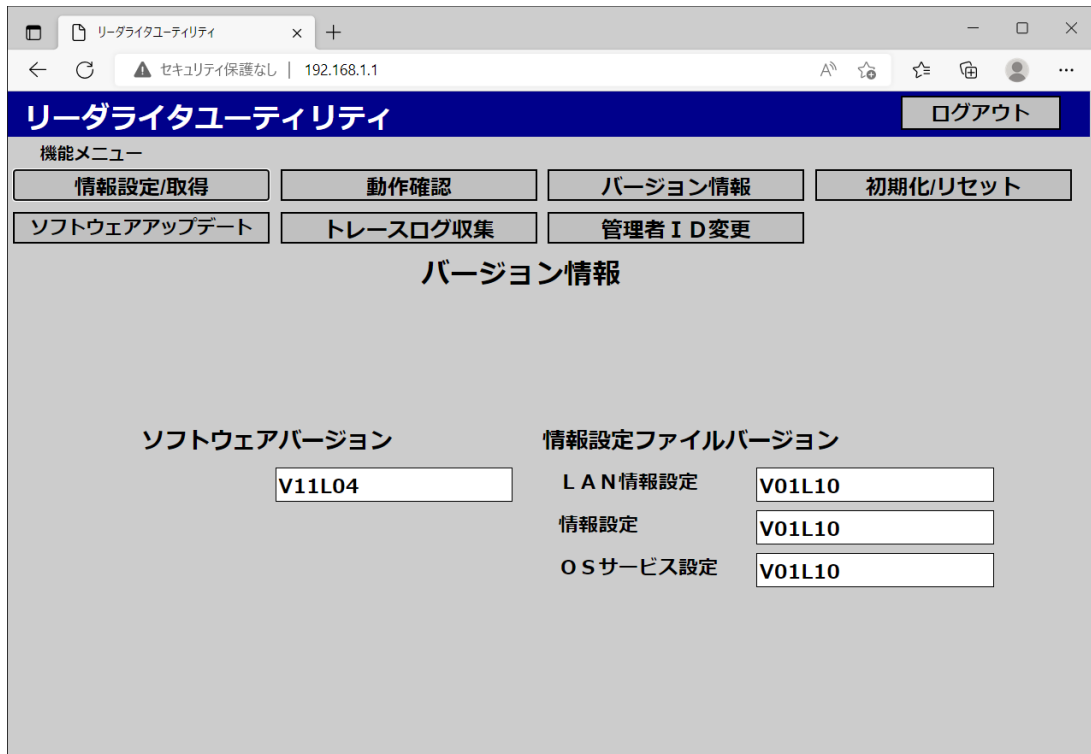 リーダライタユーティリティ
セキュリティ保護なし | 192.168.1.1
リーダライタユーティリティ ログアウト
機能メニュー
情報設定/取得 動作確認 バージョン情報 初期化/リセット
ソフトウェアアップデート トレースログ収集 管理者ＩＤ変更
バージョン情報
ソフトウェアバージョン 情報設定ファイルバージョン
V11L04 ＬＡＮ情報設定 V01L10
情報設定 V01L10
ＯＳサービス設定 V01L10